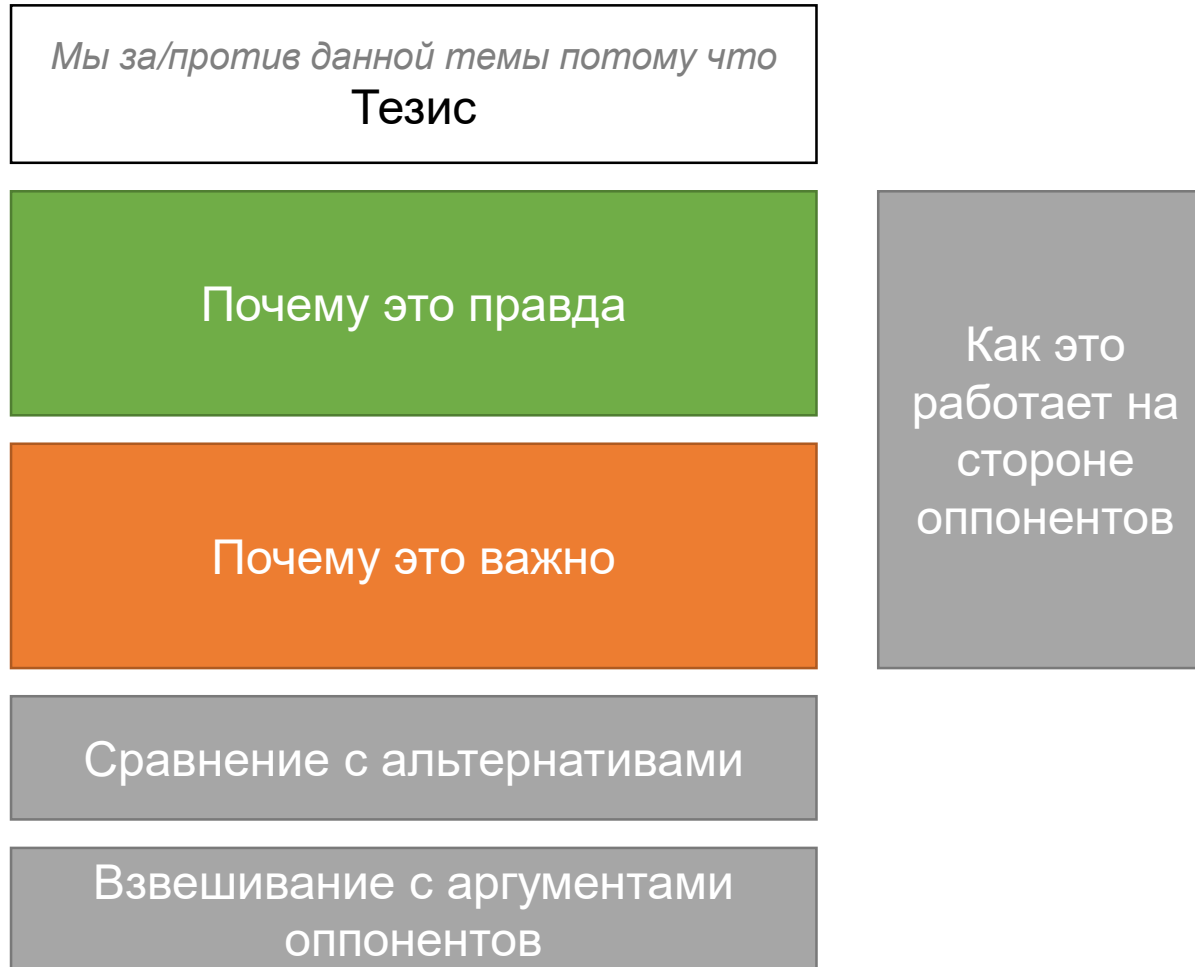 Мы за/против данной темы потому что
Тезис
Почему это правда
Почему это важно
Как это
работает на
стороне
оппонентов
Сравнение с альтернативами
Взвешивание с аргументами
оппонентов